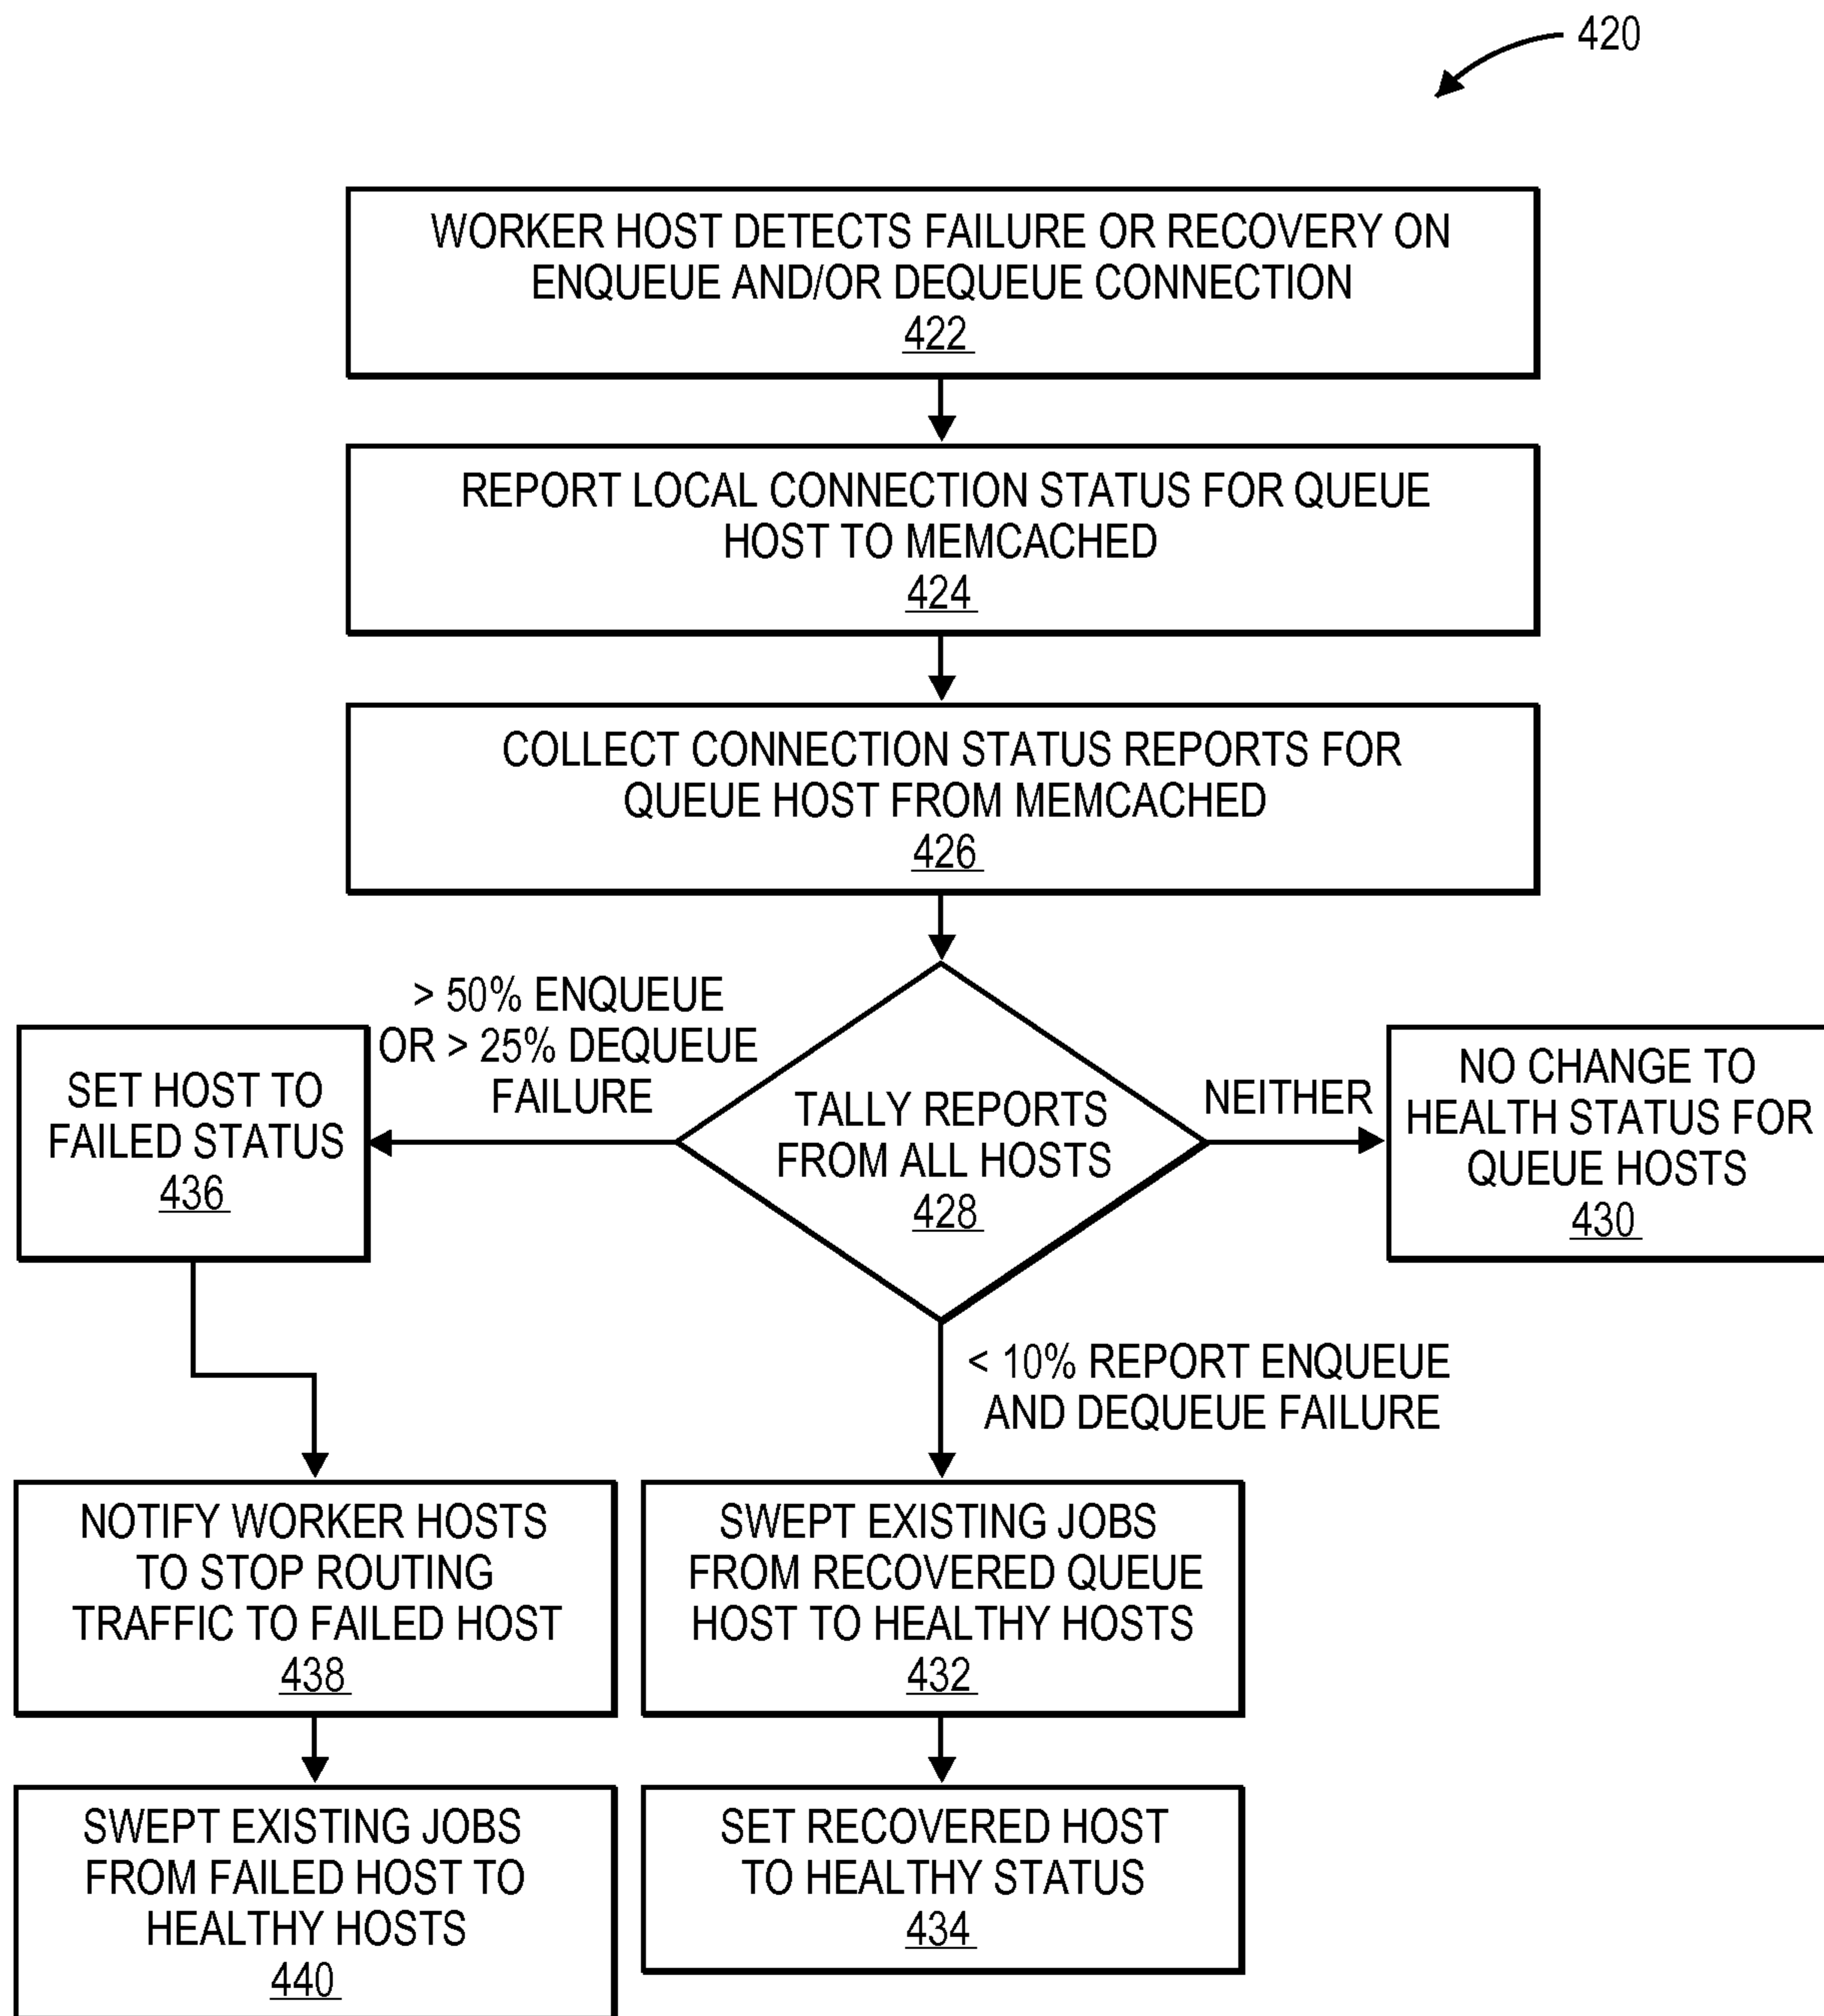 420
WORKER HOST DETECTS FAILURE OR RECOVERY ON
ENQUEUE AND/OR DEQUEUE CONNECTION
422
REPORT LOCAL CONNECTION STATUS FOR QUEUE
HOST TO MEMCACHED
424
COLLECT CONNECTION STATUS REPORTS FOR
QUEUE HOST FROM MEMCACHED
426
> 50% ENQUEUE
OR > 25% DEQUEUE
FAILURE
SET HOST TO
FAILED STATUS
436
TALLY REPORTS
FROM ALL HOSTS
428
NEITHER
NO CHANGE TO
HEALTH STATUS FOR
QUEUE HOSTS
430
< 10% REPORT ENQUEUE
AND DEQUEUE FAILURE
NOTIFY WORKER HOSTS
TO STOP ROUTING
TRAFFIC TO FAILED HOST
438
SWEPT EXISTING JOBS
FROM RECOVERED QUEUE
HOST TO HEALTHY HOSTS
432
SWEPT EXISTING JOBS
FROM FAILED HOST TO
HEALTHY HOSTS
440
SET RECOVERED HOST
TO HEALTHY STATUS
434